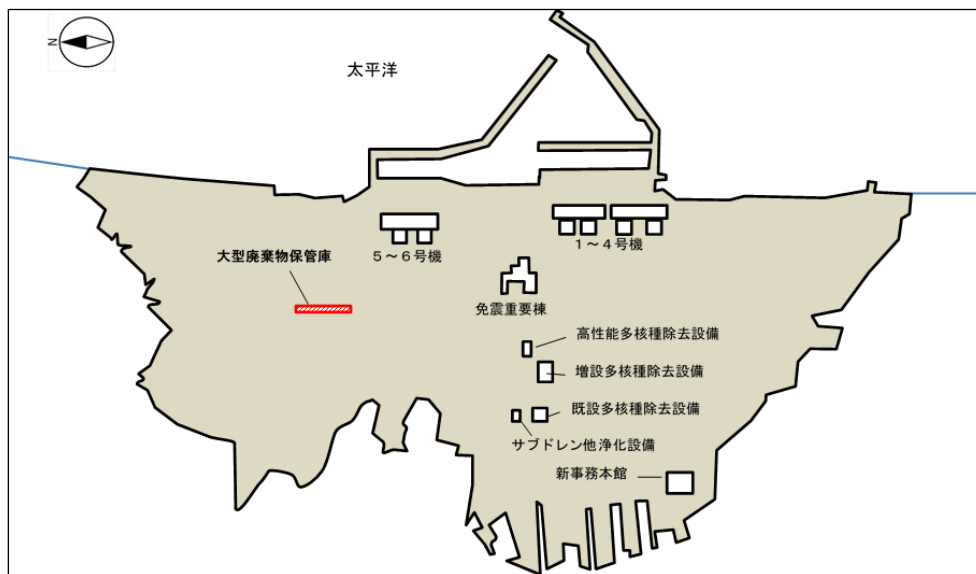 N
太平洋
5～6号機
1～4号機
大型廃棄物保管庫
免震重要棟
高性能多核種除去設備
増設多核種除去設備
既設多核種除去設備
サブドレン他浄化設備
新事務本館